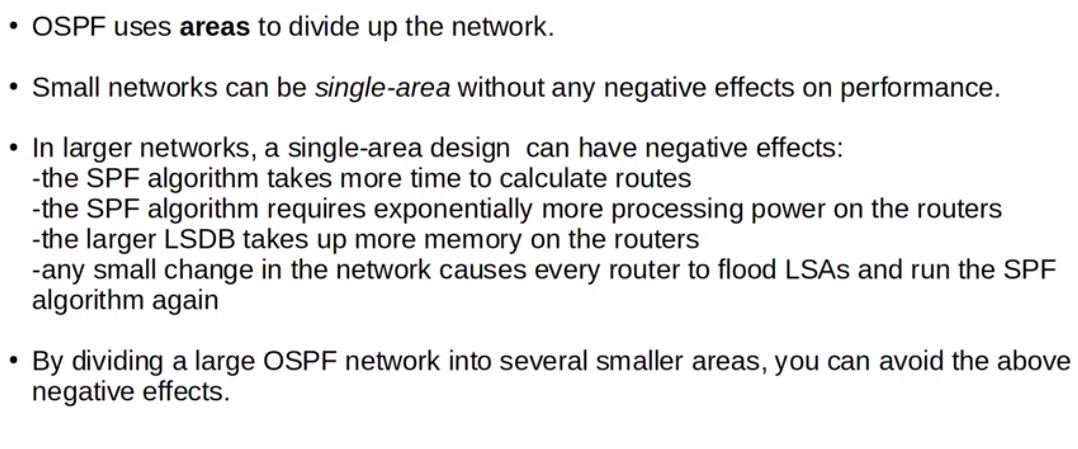 • OSPF uses areas to divide up the network.
• Small networks can be single-area without any negative effects on performance.
• In larger networks, a single-area design  can have negative effects:
-the SPF algorithm takes more time to calculate routes
-the SPF algorithm requires exponentially more processing power on the routers
-the larger LSDB takes up more memory on the routers
-any small change in the network causes every router to flood LSAs and run the SPF
algorithm again
• By dividing a large OSPF network into several smaller areas, you can avoid the above
negative effects.